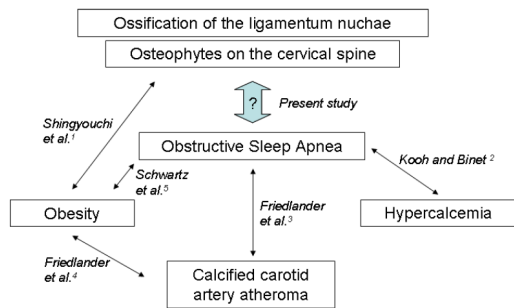 Ossification of the ligamentum nuchae
Osteophytes on the cervical spine
?
Present study
Shingyouchi
et al.1
Obstructive Sleep Apnea
Kooh and Binet 2
Schwartz
et al.5
Obesity
Friedlander
et al.3
Hypercalcemia
Friedlander
et al.4
Calcified carotid
artery atheroma